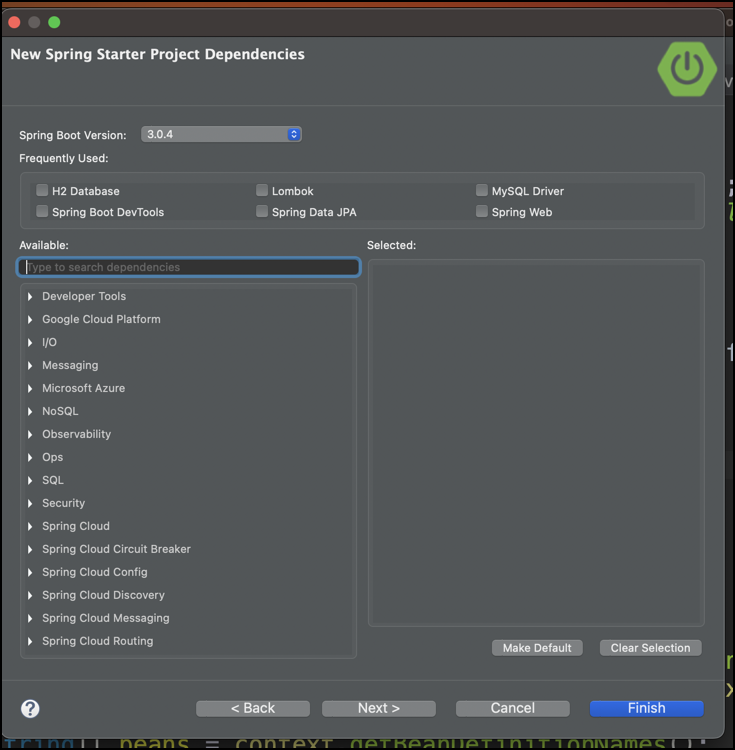 New Spring Starter Project Dependencies
Spring Boot Version: 3.0.4
Frequently Used:
H2 Database Lombok MySQL Driver
Spring Boot DevTools Spring Data JPA Spring Web
Available: Selected:
Type to search dependencies
Developer Tools
Google Cloud Platform
I/O
Messaging
Microsoft Azure
NoSQL
Observability
Ops
SQL
Security
Spring Cloud
Spring Cloud Circuit Breaker
Spring Cloud Config
Spring Cloud Discovery
Spring Cloud Messaging
Spring Cloud Routing
Make Default Clear Selection
? < Back Next > Cancel Finish
tring[] beans = context.getBeanDefinitionNames();